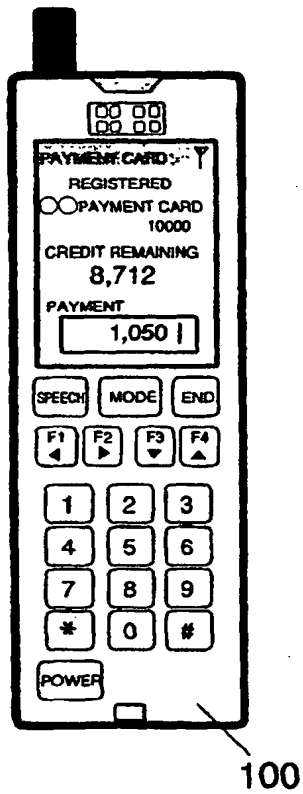 PAYMENT CARD
REGISTERED
○○PAYMENT CARD
10000
CREDIT REMAINING
8,712
PAYMENT
1,050 |
SPEECH MODE END
F1 F2 F3 F4
◀ ▶ ▼ ▲
1 2 3
4 5 6
7 8 9
* 0 #
POWER
100